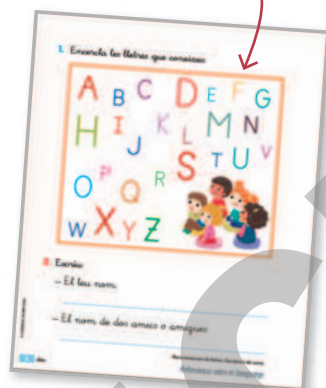 1. Encercla les lletres que coneixes:
A B C D E F G
H I J K L M N
O P Q R S T U V
W X Y Z
2. Escriu:
– El teu nom:
– El nom de dos amics o amigues: